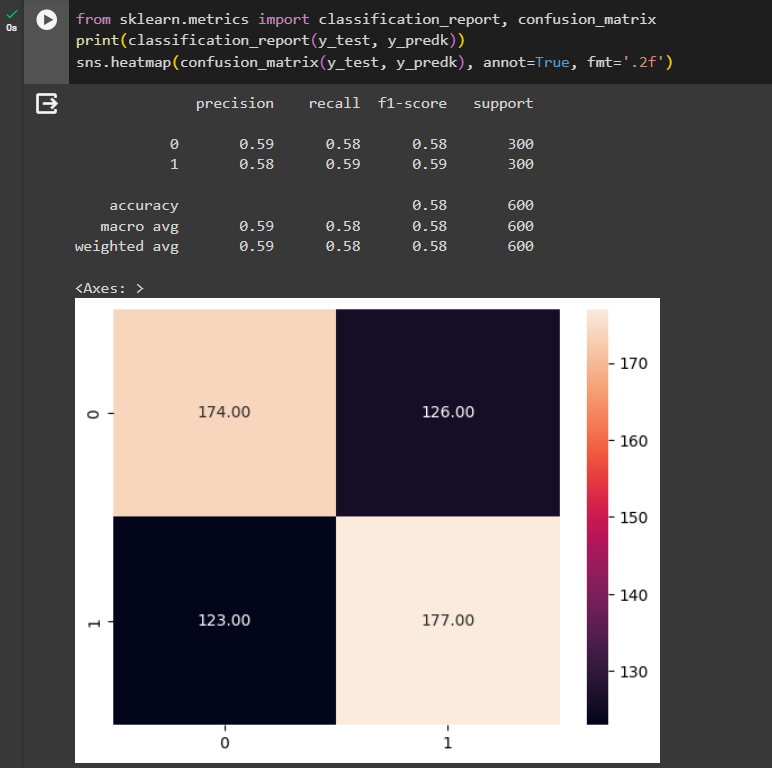 from sklearn.metrics import classification_report, confusion_matrix
0s
print(classification_report(y_test, y_predk))
sns.heatmap(confusion_matrix(y_test, y_predk), annot=True, fmt='.2f')
precision recall f1-score support
0 0.59 0.58 0.58 300
1 0.58 0.59 0.59 300
accuracy 0.58 600
macro avg 0.59 0.58 0.58 600
weighted avg 0.59 0.58 0.58 600
<Axes: >
170
0 174.00 126.00
160
150
140
1 123.00 177.00
130
0 1